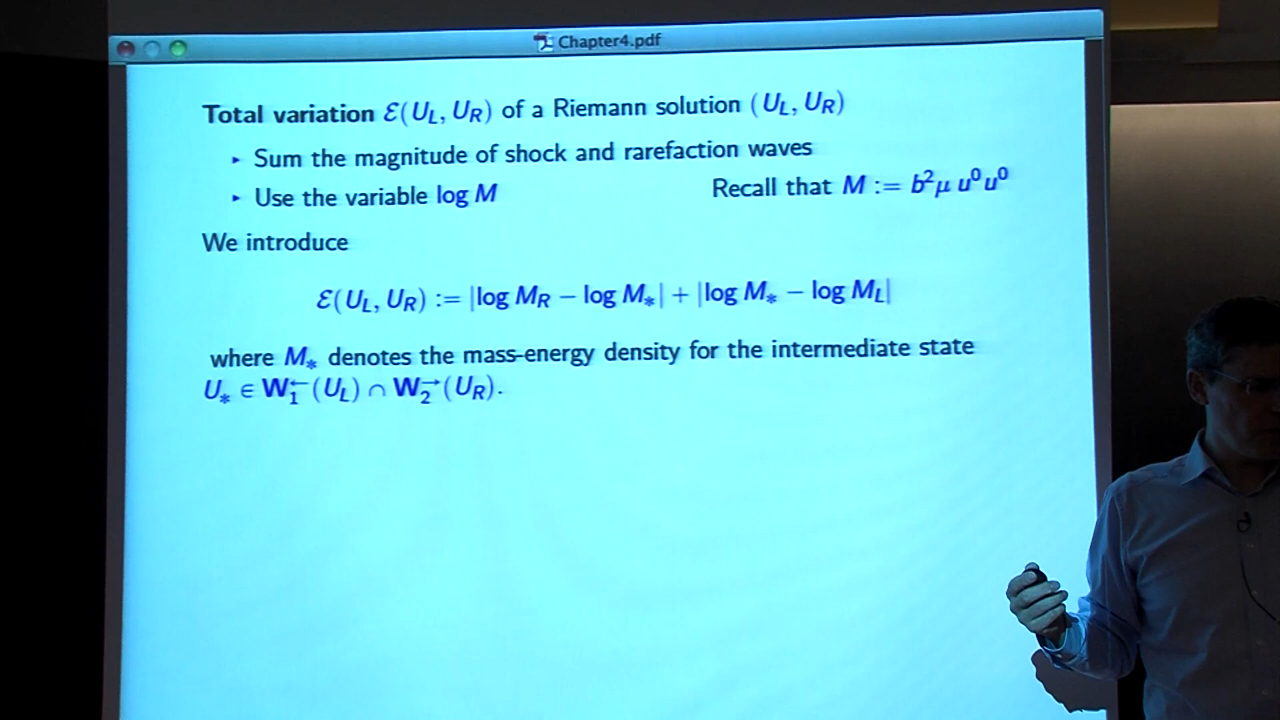 Chapter4.pdf
Total variation ℰ(U_L, U_R) of a Riemann solution (U_L, U_R)
▸ Sum the magnitude of shock and rarefaction waves
▸ Use the variable log M Recall that M := b²μ u⁰u⁰
We introduce
ℰ(U_L, U_R) := |log M_R − log M_*| + |log M_* − log M_L|
where M_* denotes the mass-energy density for the intermediate state
U_* ∈ W_1^←(U_L) ∩ W_2^→(U_R).